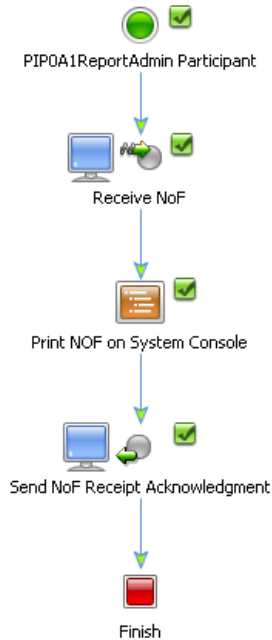 PIP0A1ReportAdmin Participant
Receive NoF
Print NOF on System Console
Send NoF Receipt Acknowledgment
Finish